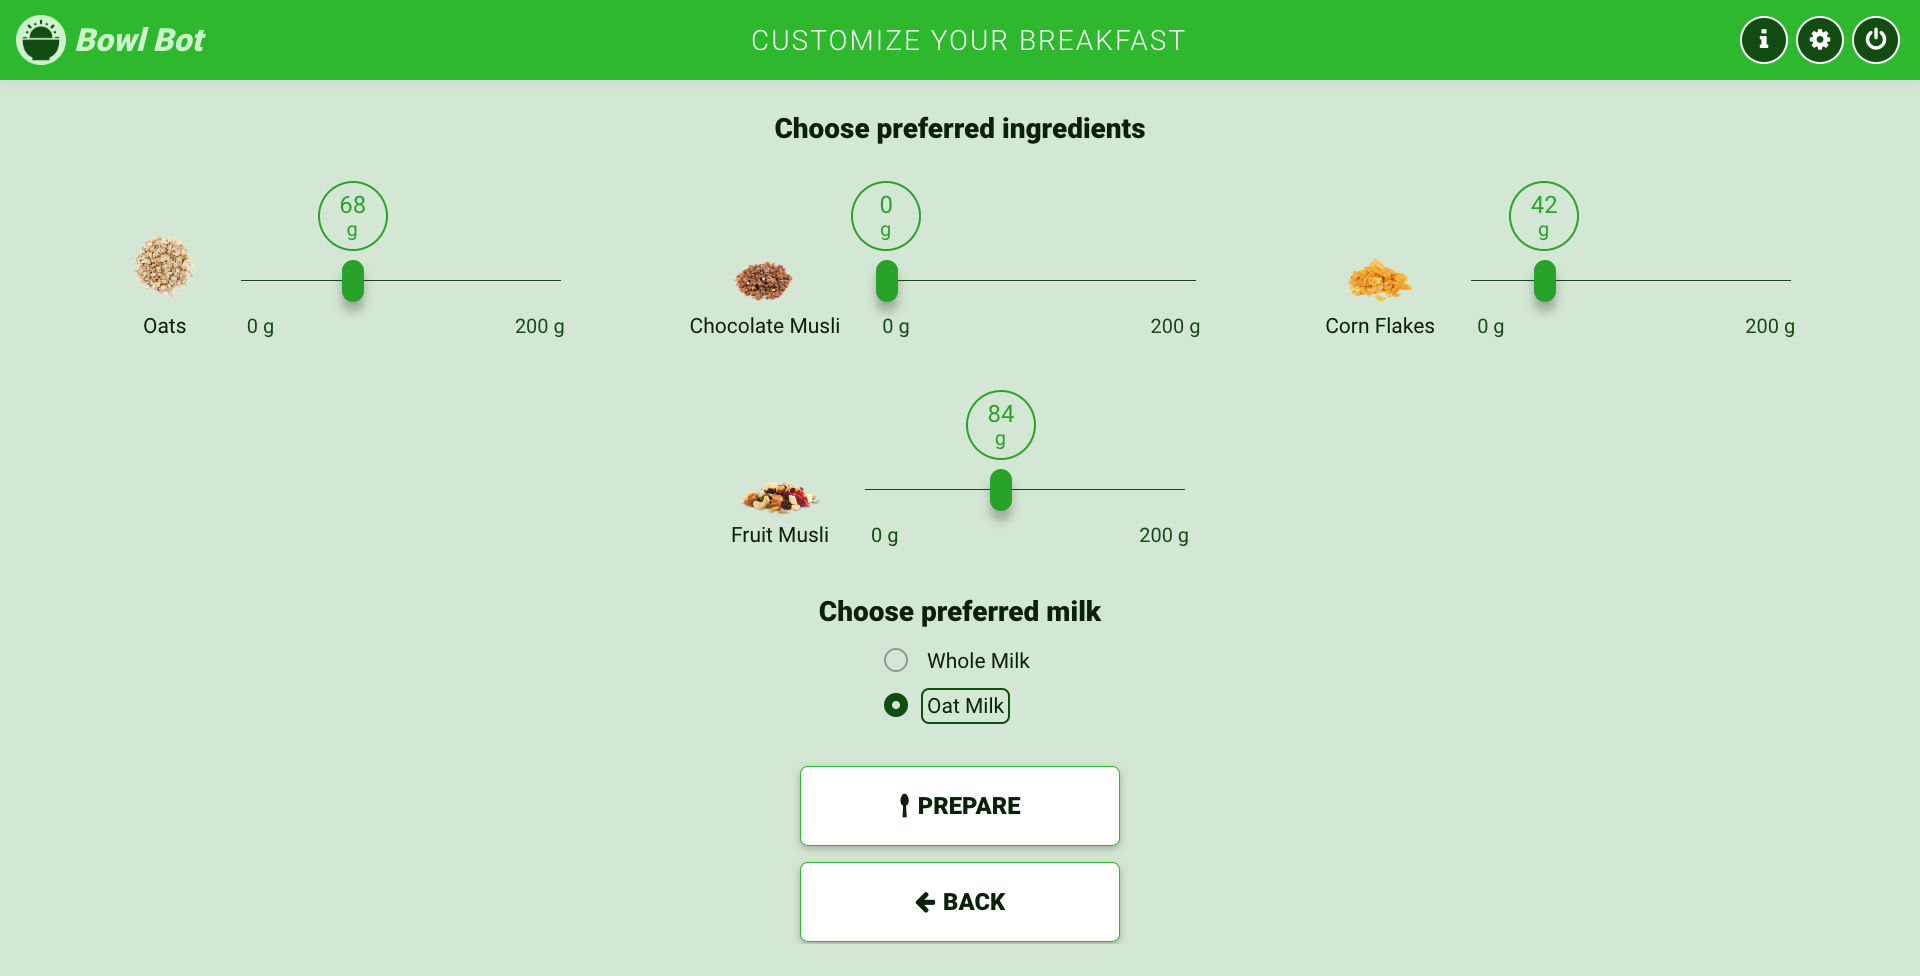 Bowl Bot
CUSTOMIZE YOUR BREAKFAST
Choose preferred ingredients
68
g
Oats
0 g
200 g
0
g
Chocolate Musli
0 g
200 g
42
g
Corn Flakes
0 g
200 g
84
g
Fruit Musli
0 g
200 g
Choose preferred milk
Whole Milk
Oat Milk
PREPARE
BACK